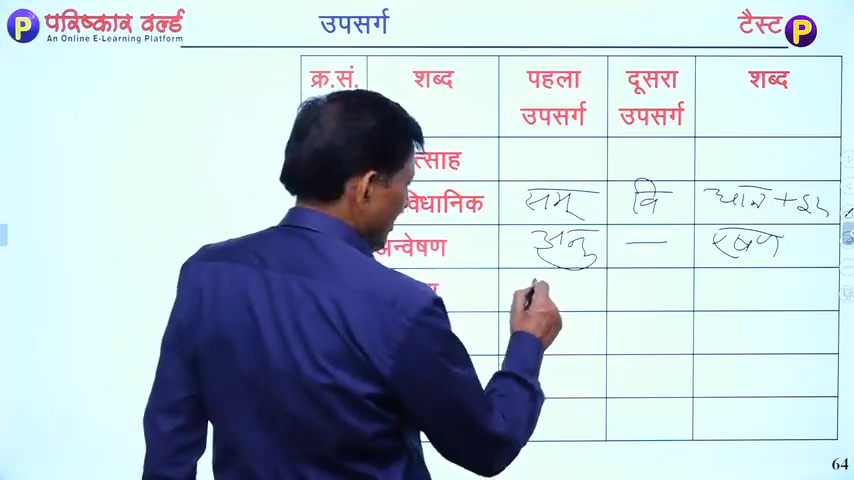 परिष्कार वर्ल्ड
An Online E-Learning Platform
उपसर्ग
टैस्ट
क्र.सं. शब्द पहला उपसर्ग दूसरा उपसर्ग शब्द
त्साह
विधानिक सम् वि धान + इक
अन्वेषण अनु — एषण
64